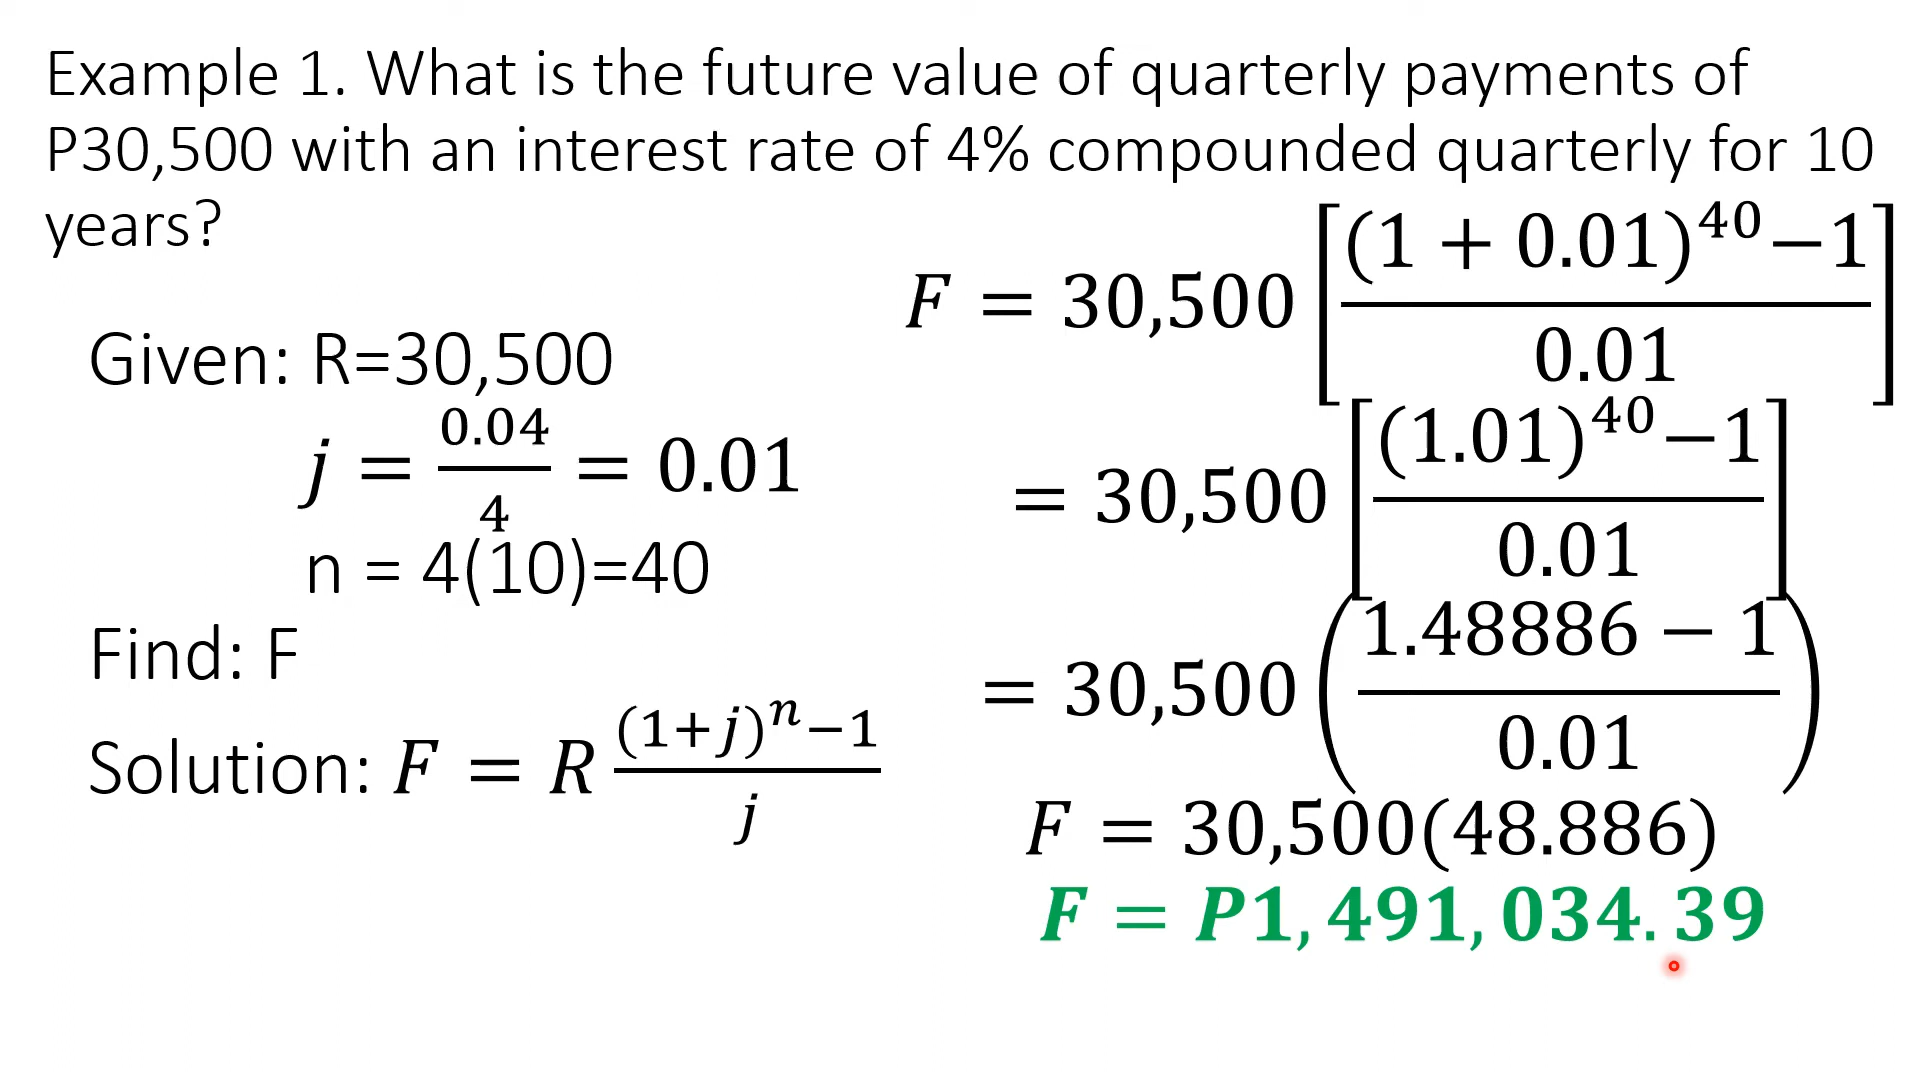 Example 1. What is the future value of quarterly payments of
P30,500 with an interest rate of 4% compounded quarterly for 10
years?
Given: R=30,500
j = 0.04/4 = 0.01
n = 4(10)=40
Find: F
Solution: F = R (1+j)^n−1/j
F = 30,500 [(1 + 0.01)^40−1/0.01]
= 30,500 [(1.01)^40−1/0.01]
= 30,500 (1.48886 − 1/0.01)
F = 30,500(48.886)
F = P1,491,034.39